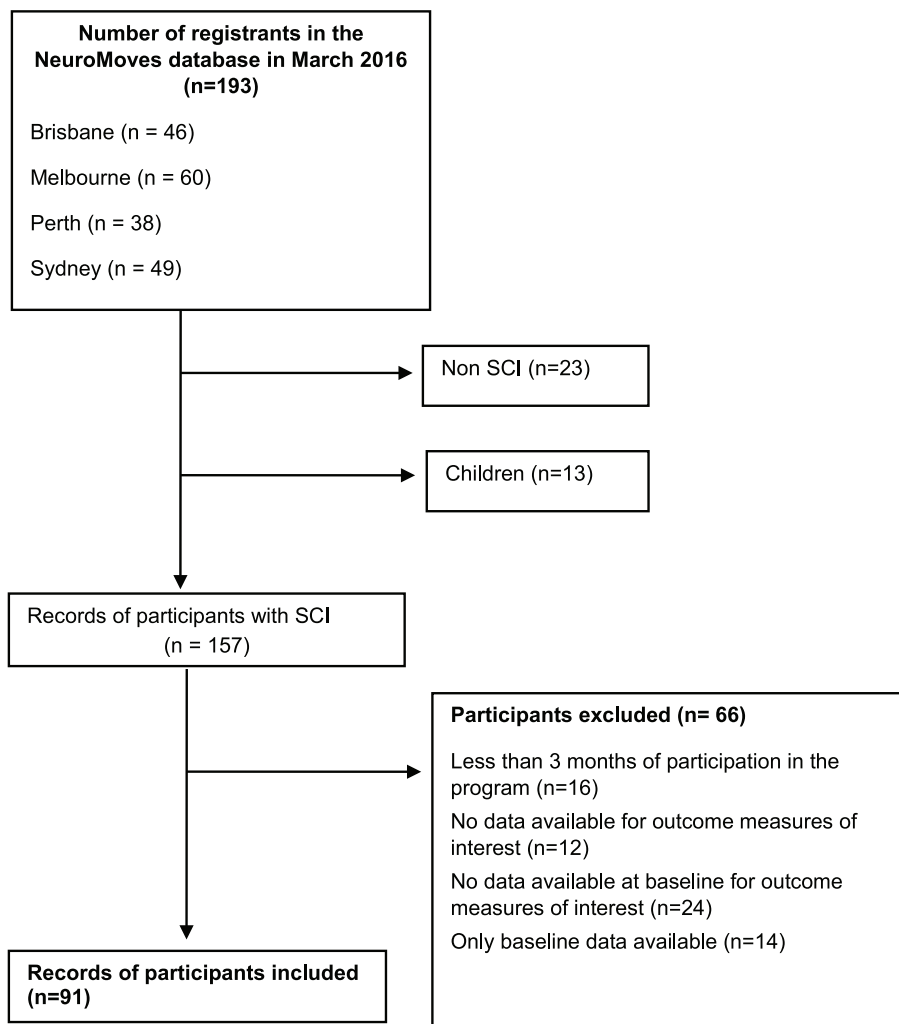 Number of registrants in the
NeuroMoves database in March 2016
(n=193)
Brisbane (n = 46)
Melbourne (n = 60)
Perth (n = 38)
Sydney (n = 49)
Non SCI (n=23)
Children (n=13)
Records of participants with SCI
(n = 157)
Participants excluded (n= 66)
Less than 3 months of participation in the
program (n=16)
No data available for outcome measures of
interest (n=12)
No data available at baseline for outcome
measures of interest (n=24)
Only baseline data available (n=14)
Records of participants included
(n=91)